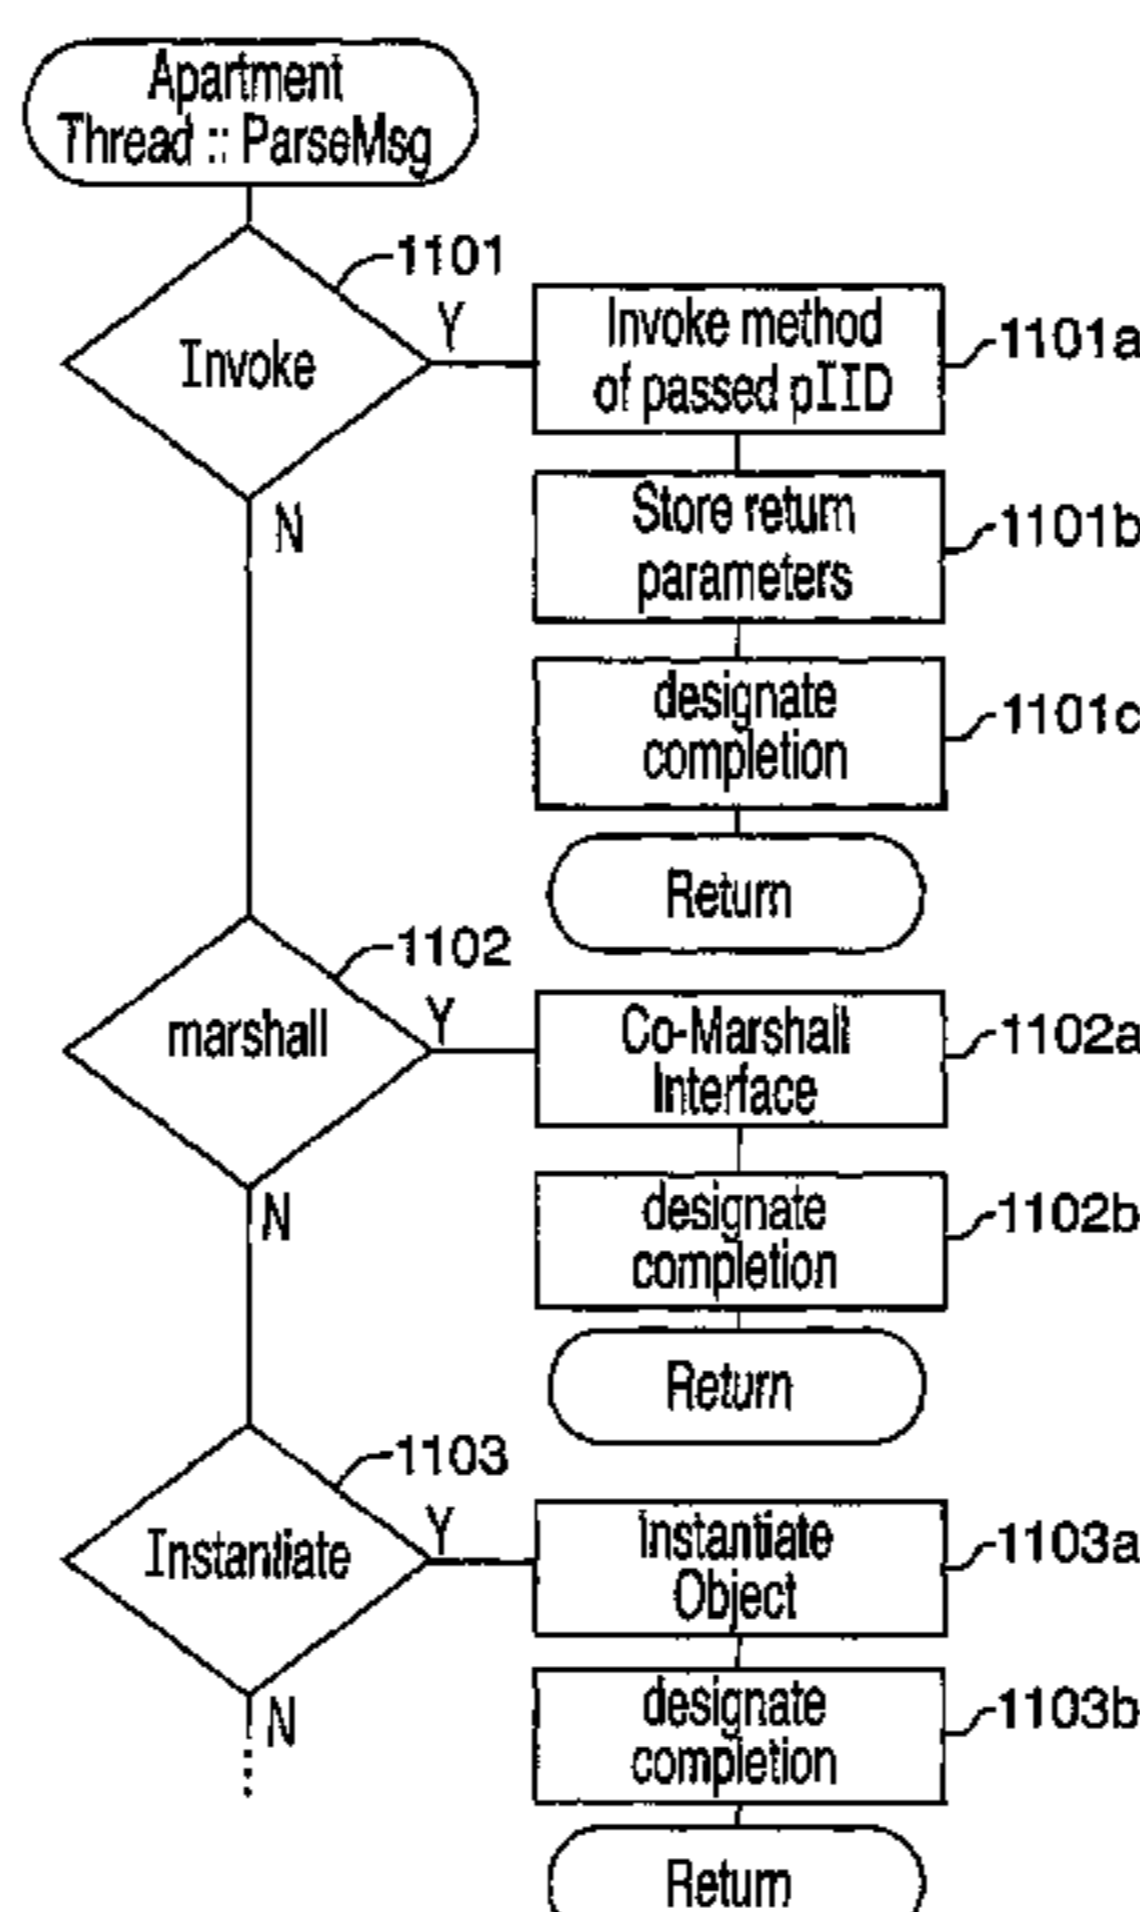 Apartment
Thread :: ParseMsg
1101
Y
Invoke
N
Invoke method
of passed pIID
1101a
Store return
parameters
1101b
designate
completion
1101c
Return
1102
Y
marshall
N
Co-Marshall
Interface
1102a
designate
completion
1102b
Return
1103
Y
Instantiate
N
Instantiate
Object
1103a
designate
completion
1103b
Return